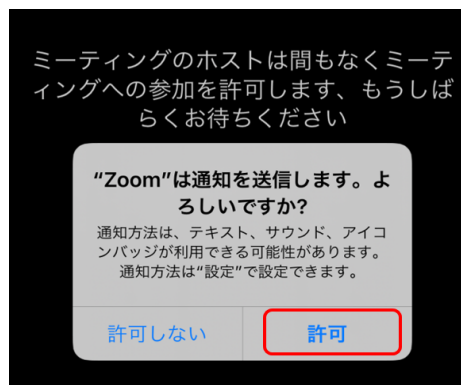 ミーティングのホストは間もなくミーテ
ィングへの参加を許可します、もうしば
らくお待ちください
“Zoom”は通知を送信します。よ
ろしいですか?
通知方法は、テキスト、サウンド、アイコ
ンバッジが利用できる可能性があります。
通知方法は“設定”で設定できます。
許可しない
許可